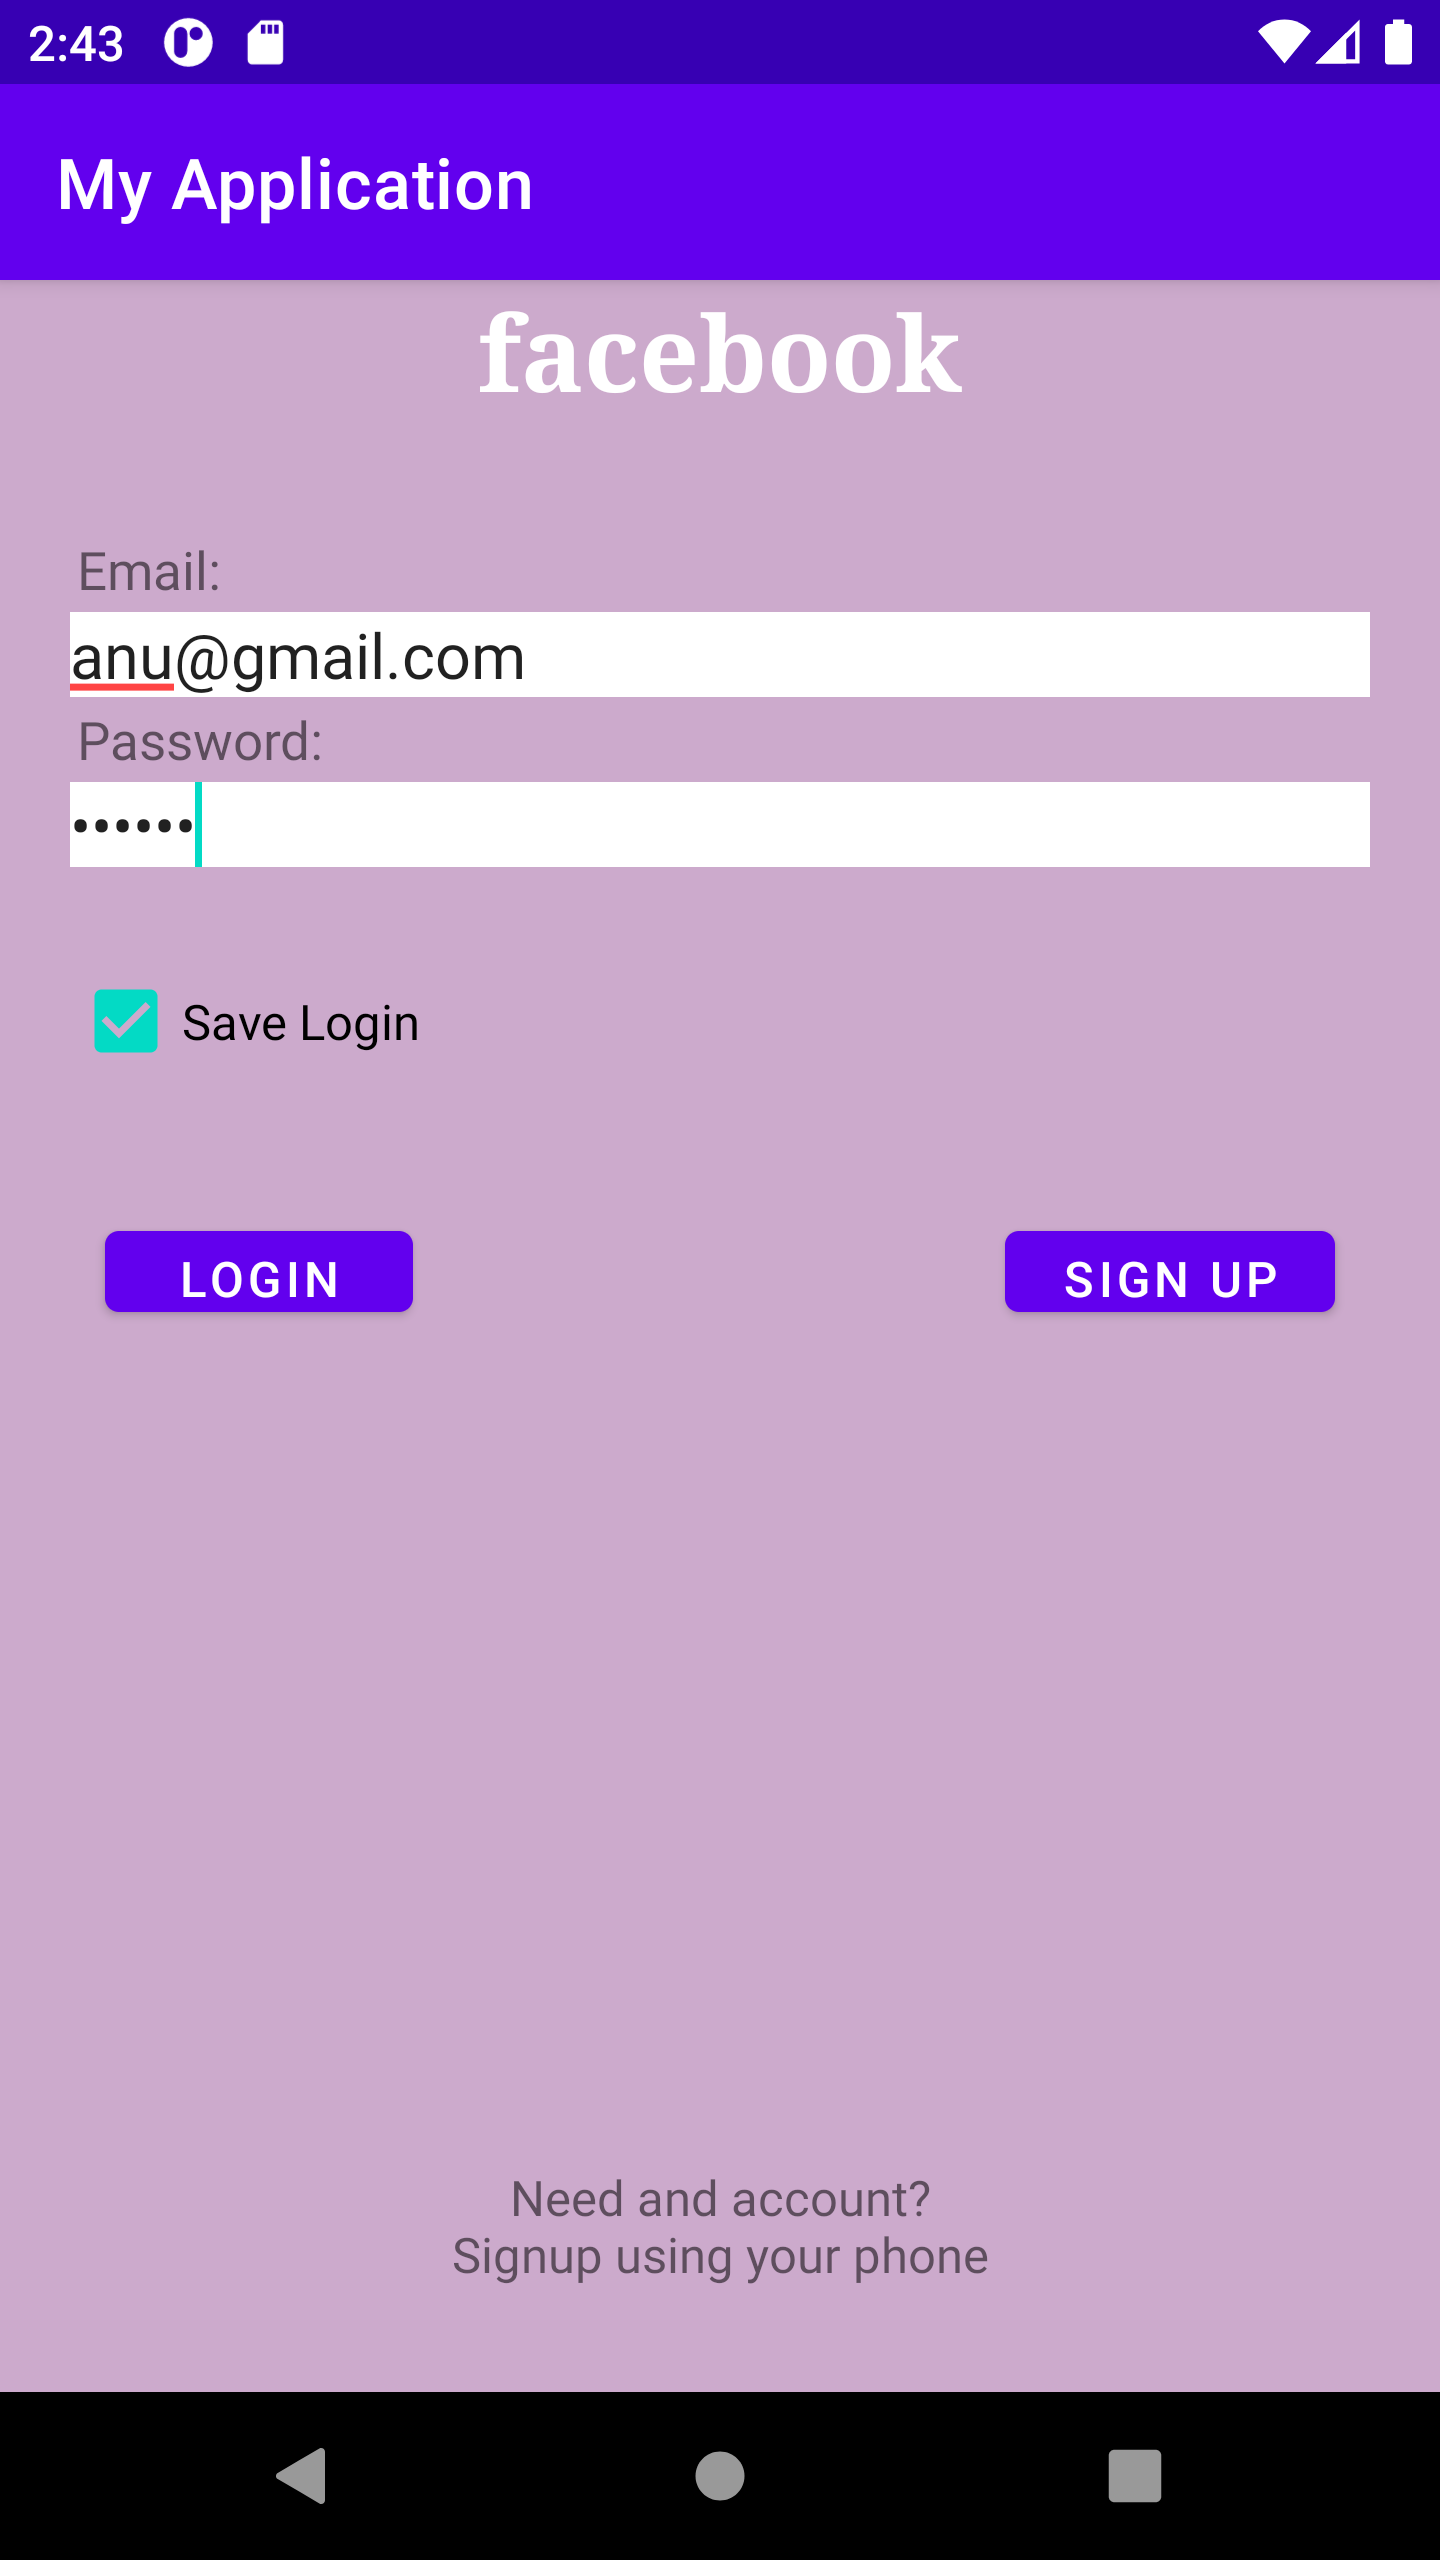 2:43
My Application
facebook
Email:
anu@gmail.com
Password:
••••••
Save Login
LOGIN SIGN UP
Need and account?
Signup using your phone